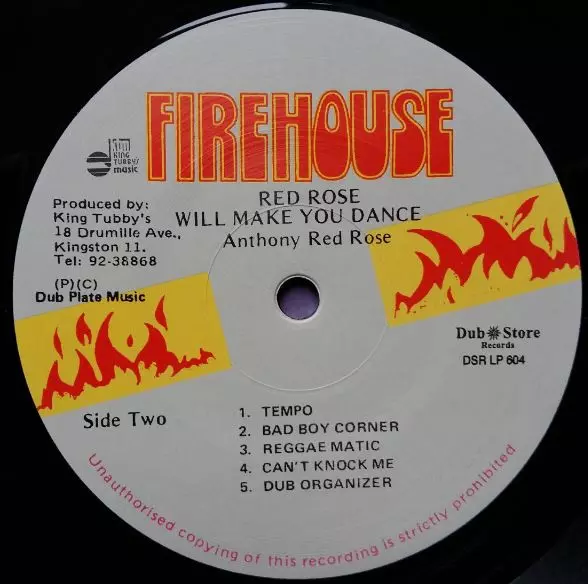 FIREHOUSE
KING
TUBBY'S
music
RED ROSE
WILL MAKE YOU DANCE
Anthony Red Rose
Produced by:
King Tubby's
18 Drumille Ave.,
Kingston 11.
Tel: 92-38868
(P)(C)
Dub Plate Music
Dub Store
Records
DSR LP 604
Side Two
1. TEMPO
2. BAD BOY CORNER
3. REGGAE MATIC
4. CAN'T KNOCK ME
5. DUB ORGANIZER
Unauthorised copying of this recording is strictly prohibited